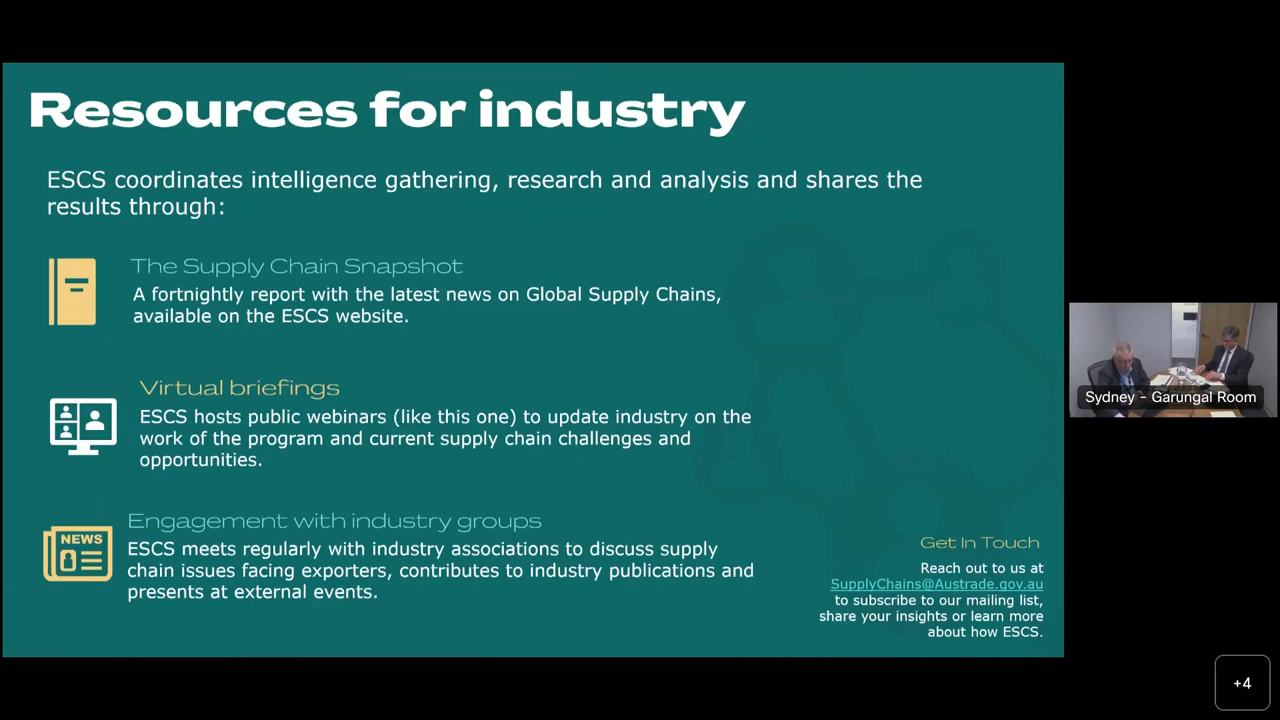 Resources for industry
ESCS coordinates intelligence gathering, research and analysis and shares the
results through:
The Supply Chain Snapshot
A fortnightly report with the latest news on Global Supply Chains,
available on the ESCS website.
Virtual briefings
ESCS hosts public webinars (like this one) to update industry on the
work of the program and current supply chain challenges and
opportunities.
NEWS
Engagement with industry groups
ESCS meets regularly with industry associations to discuss supply
chain issues facing exporters, contributes to industry publications and
presents at external events.
Get In Touch
Reach out to us at
SupplyChains@Austrade.gov.au
to subscribe to our mailing list,
share your insights or learn more
about how ESCS.
Sydney - Garungal Room
+4